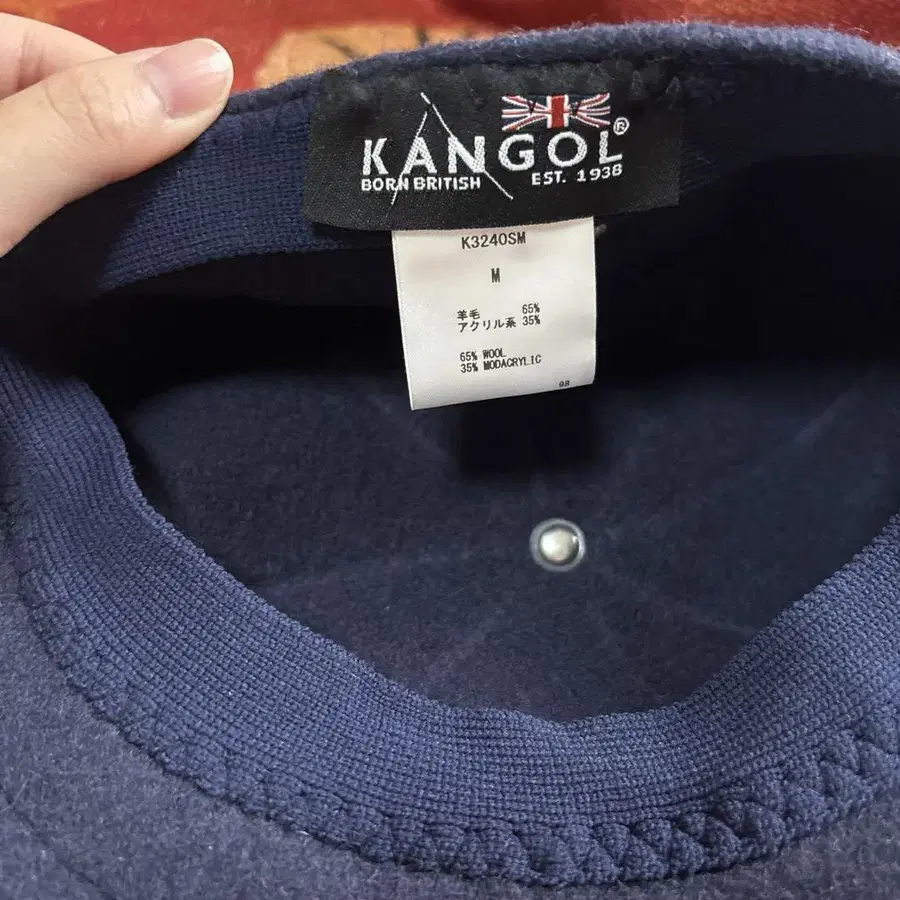 KANGOL®
BORN BRITISH EST. 1938
K3240SM
M
羊毛 65%
アクリル系 35%
65% WOOL
35% MODACRYLIC
98